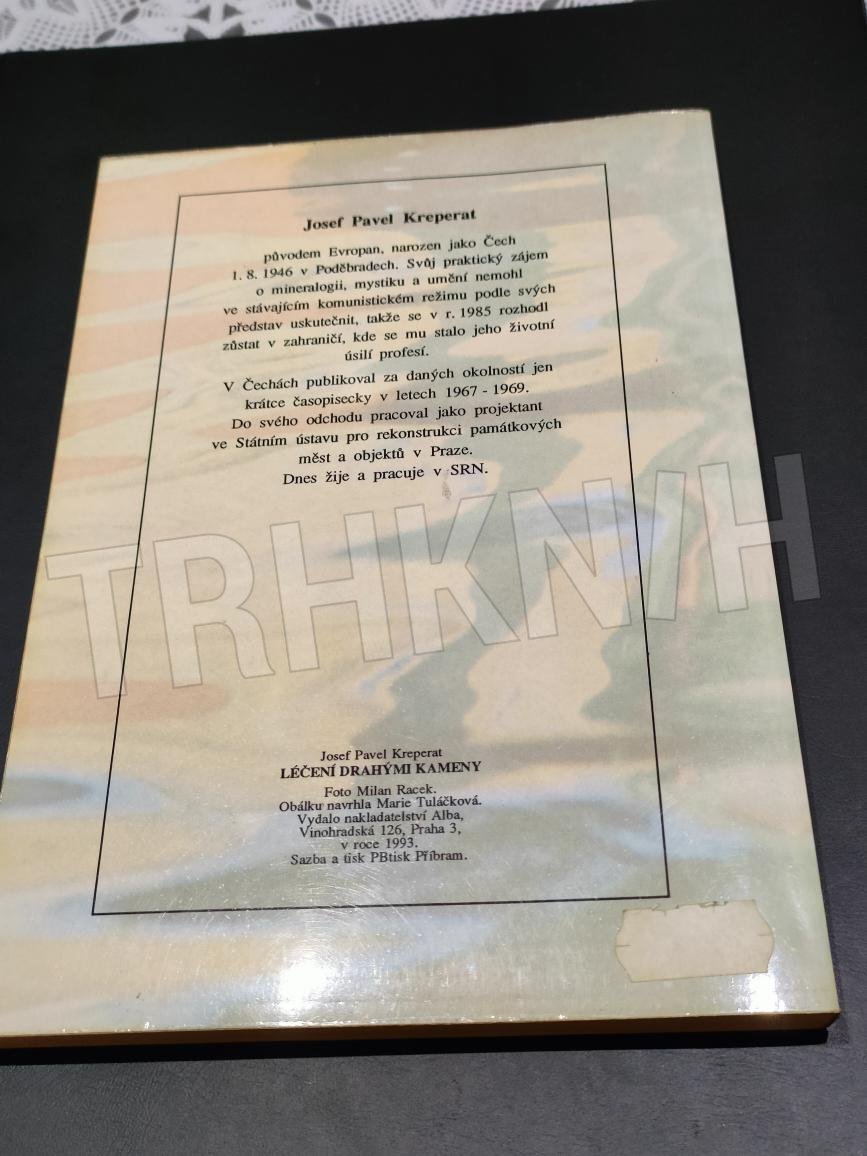 Josef Pavel Kreperat
původem Evropan, narozen jako Čech
1. 8. 1946 v Poděbradech. Svůj praktický zájem
o mineralogii, mystiku a umění nemohl
ve stávajícím komunistickém režimu podle svých
představ uskutečnit, takže se v r. 1985 rozhodl
zůstat v zahraničí, kde se mu stalo jeho životní
úsilí profesí.
V Čechách publikoval za daných okolností jen
krátce časopisecky v letech 1967 - 1969.
Do svého odchodu pracoval jako projektant
ve Státním ústavu pro rekonstrukci památkových
měst a objektů v Praze.
Dnes žije a pracuje v SRN.
TRHKNIH
Josef Pavel Kreperat
LÉČENÍ DRAHÝMI KAMENY
Foto Milan Racek.
Obálku navrhla Marie Tuláčková.
Vydalo nakladatelství Alba,
Vinohradská 126, Praha 3,
v roce 1993.
Sazba a tisk PBtisk Příbram.